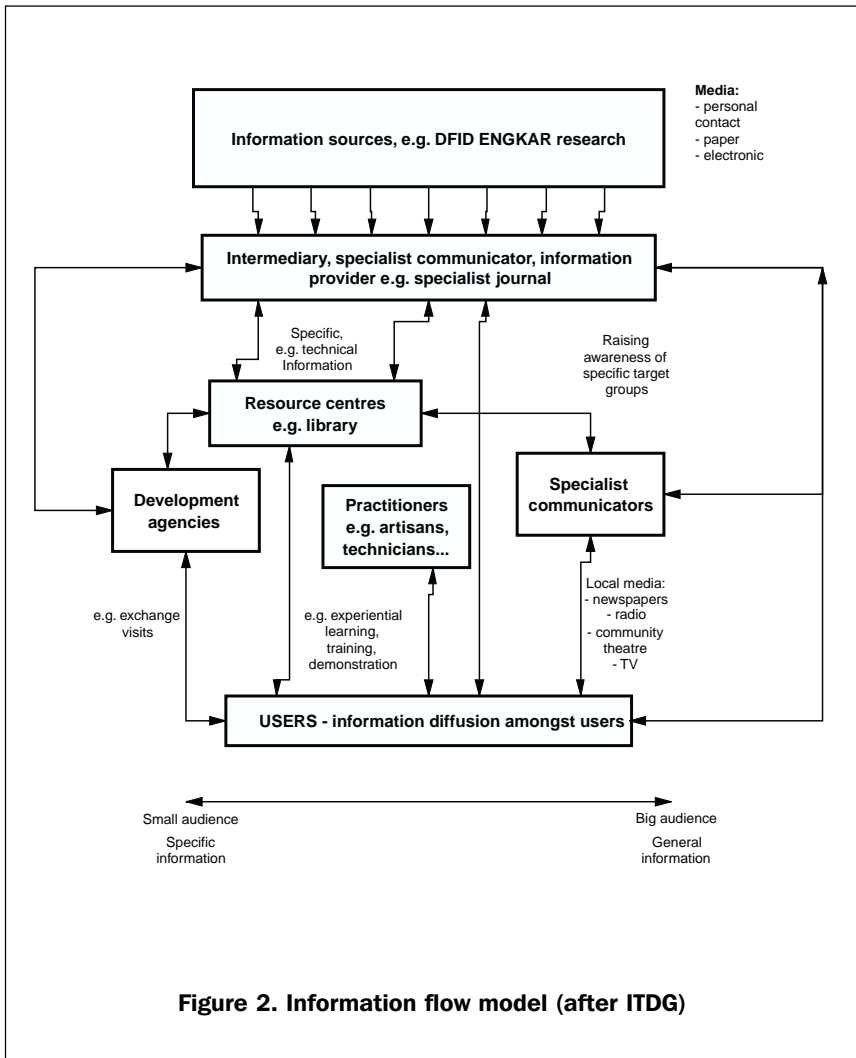 Media:
- personal
contact
- paper
- electronic
Information sources, e.g. DFID ENGKAR research
Intermediary, specialist communicator, information
provider e.g. specialist journal
Specific,
e.g. technical
Information
Raising
awareness of
specific target
groups
Resource centres
e.g. library
Development
agencies
Practitioners
e.g. artisans,
technicians...
Specialist
communicators
e.g. exchange
visits
e.g. experiential
learning,
training,
demonstration
Local media:
- newspapers
- radio
- community
theatre
- TV
USERS - information diffusion amongst users
Small audience
Specific
information
Big audience
General
information
Figure 2. Information flow model (after ITDG)